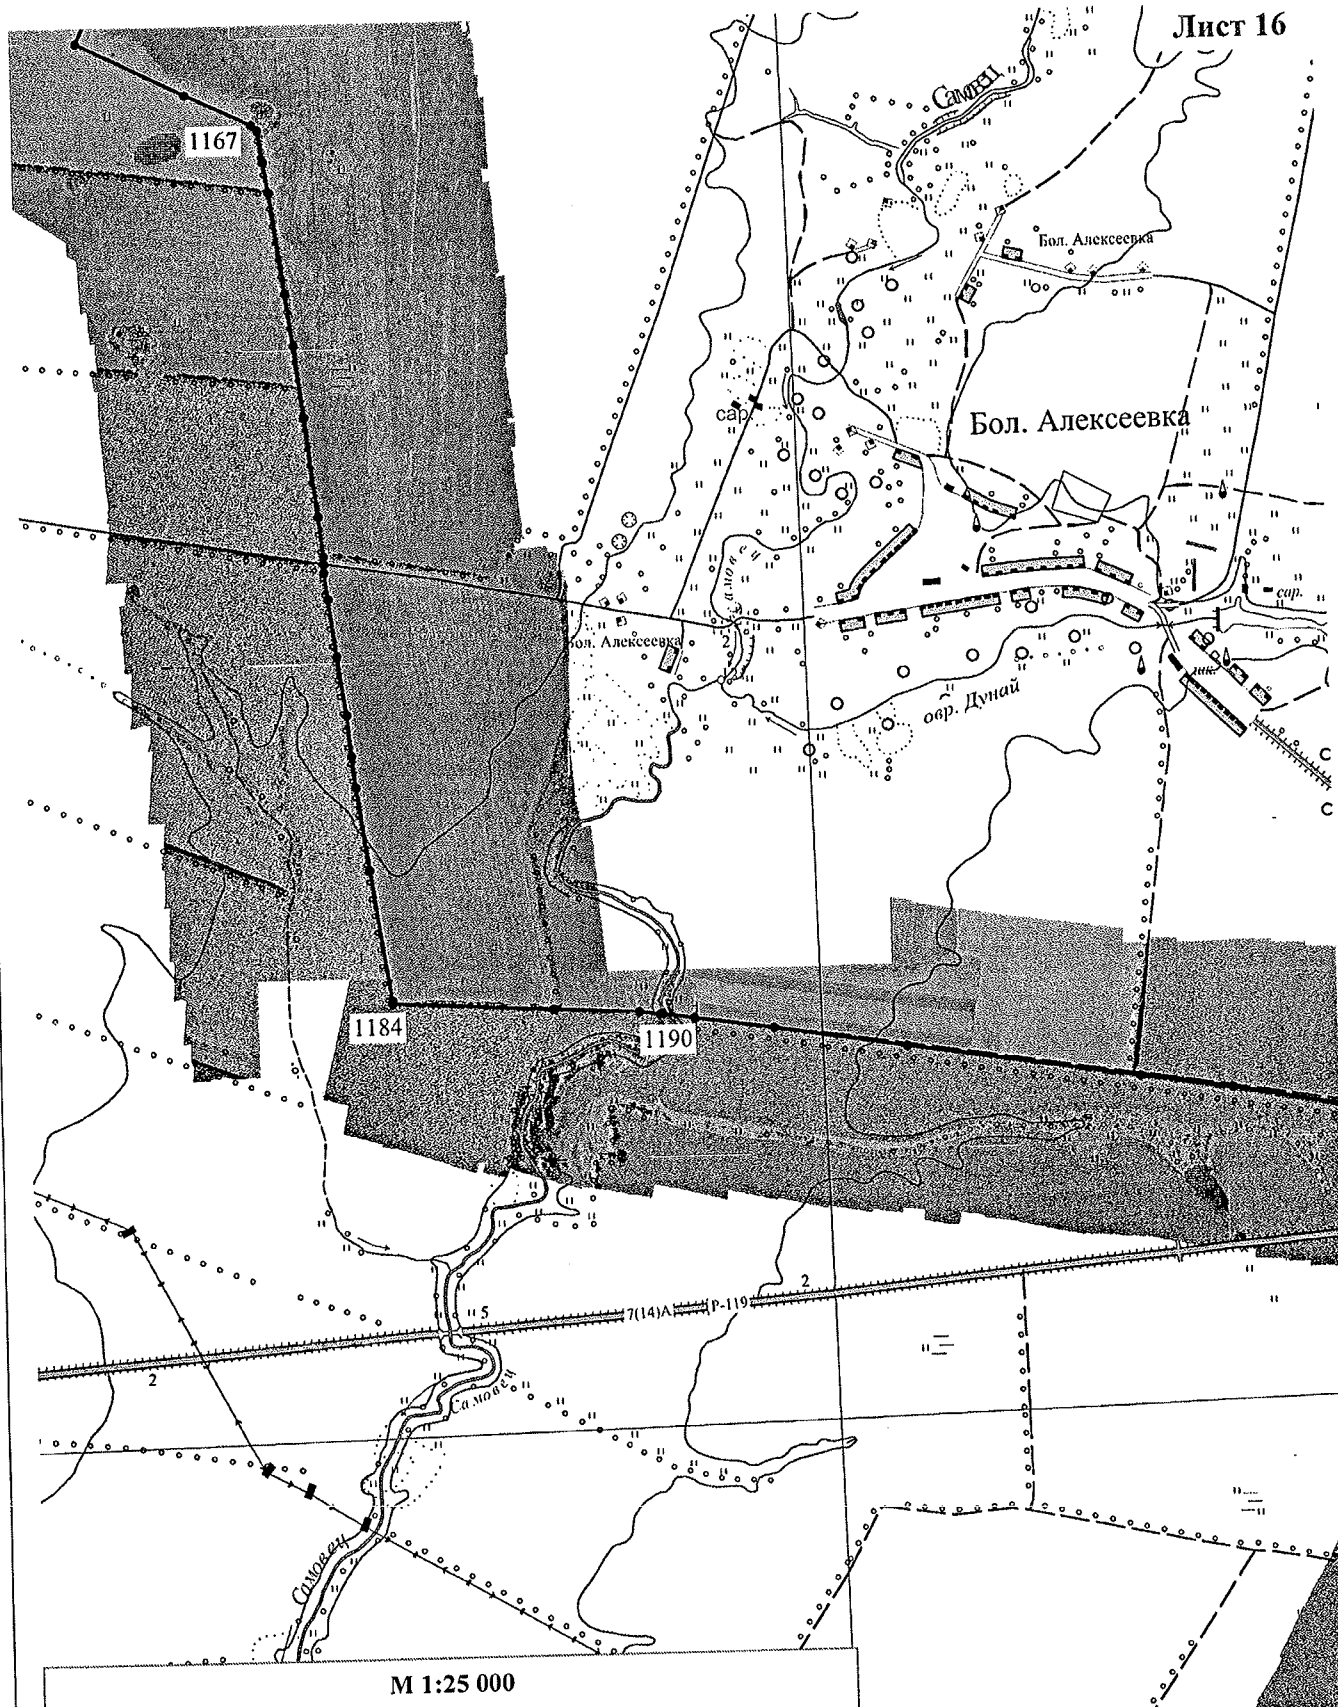 Лист 16
Самовец
1167
Бол. Алексеевка
сар.
Бол. Алексеевка
Самовец
сар.
Бол. Алексеевка
2
овр. Дунай
С
С
1184
1190
2
7(14)А
Р-119
5
2
Самовец
Самовец
М 1:25 000